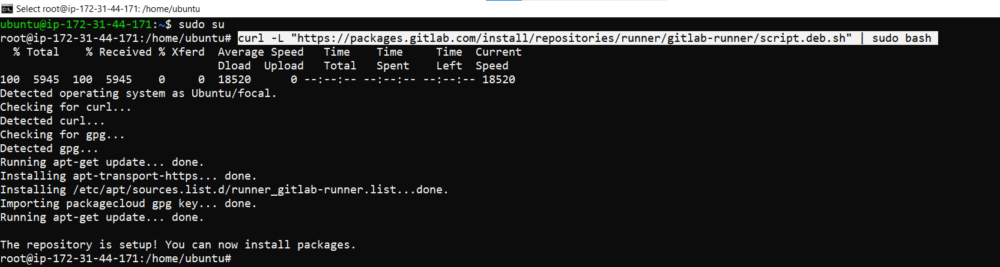 Select root@ip-172-31-44-171: /home/ubuntu
ubuntu@ip-172-31-44-171:~$ sudo su
root@ip-172-31-44-171:/home/ubuntu# curl -L "https://packages.gitlab.com/install/repositories/runner/gitlab-runner/script.deb.sh" | sudo bash
  % Total    % Received % Xferd  Average Speed   Time    Time     Time  Current
                                 Dload  Upload   Total   Spent    Left  Speed
100  5945  100  5945    0     0  18520      0 --:--:-- --:--:-- --:--:-- 18520
Detected operating system as Ubuntu/focal.
Checking for curl...
Detected curl...
Checking for gpg...
Detected gpg...
Running apt-get update... done.
Installing apt-transport-https... done.
Installing /etc/apt/sources.list.d/runner_gitlab-runner.list...done.
Importing packagecloud gpg key... done.
Running apt-get update... done.

The repository is setup! You can now install packages.
root@ip-172-31-44-171:/home/ubuntu#